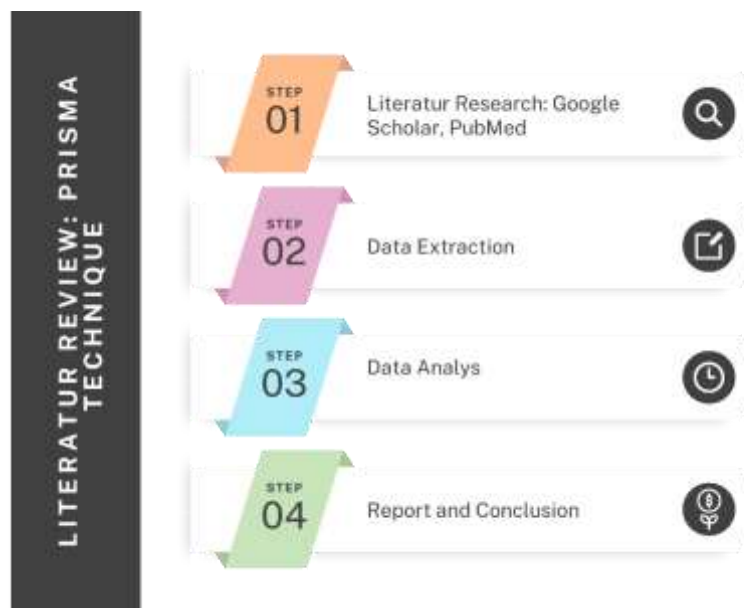 LITERATUR REVIEW: PRISMA
TECHNIQUE
STEP
01
Literatur Research: Google
Scholar, PubMed
STEP
02
Data Extraction
STEP
03
Data Analys
STEP
04
Report and Conclusion